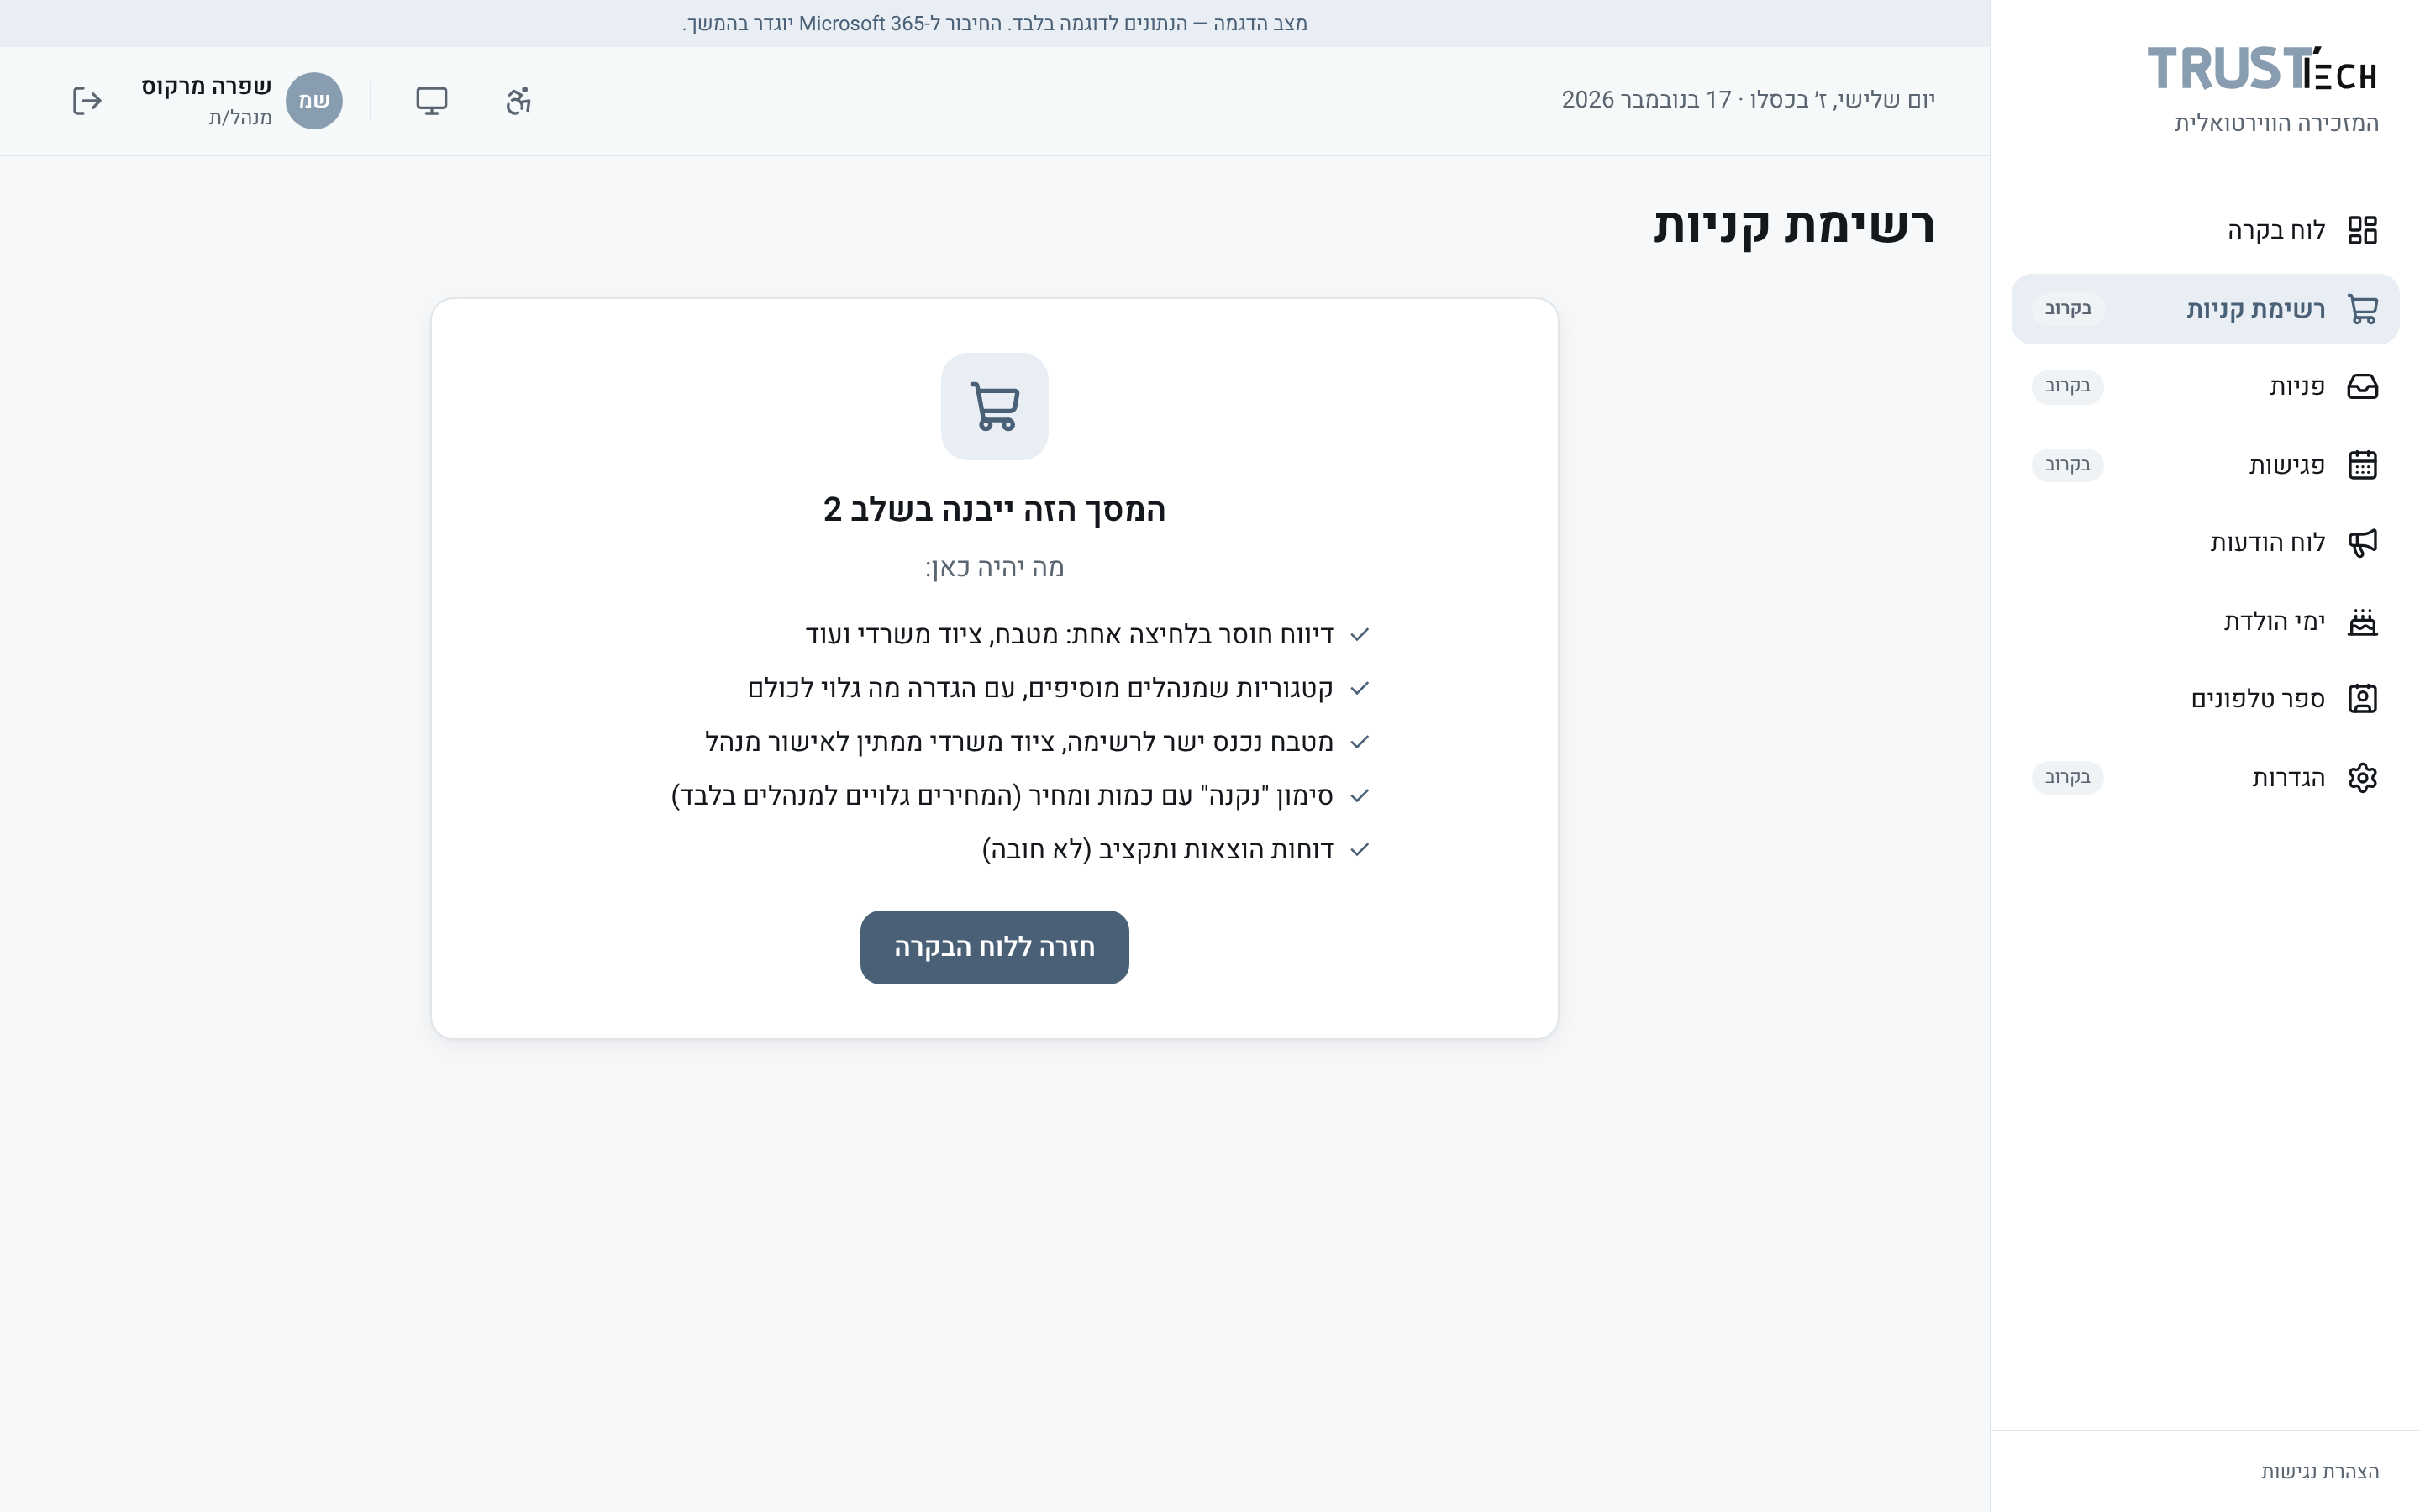 מצב הדגמה — הנתונים לדוגמה בלבד. החיבור ל-Microsoft 365 יוגדר בהמשך.
TRUSTECH
המזכירה הווירטואלית
יום שלישי, ז׳ בכסלו · 17 בנובמבר 2026
שמ
שפרה מרקוס
מנהל/ת
לוח בקרה
רשימת קניות
בקרוב
פניות
בקרוב
פגישות
בקרוב
לוח הודעות
ימי הולדת
ספר טלפונים
הגדרות
בקרוב
הצהרת נגישות
רשימת קניות
המסך הזה ייבנה בשלב 2
מה יהיה כאן:
דיווח חוסר בלחיצה אחת: מטבח, ציוד משרדי ועוד
קטגוריות שמנהלים מוסיפים, עם הגדרה מה גלוי לכולם
מטבח נכנס ישר לרשימה, ציוד משרדי ממתין לאישור מנהל
סימון "נקנה" עם כמות ומחיר (המחירים גלויים למנהלים בלבד)
דוחות הוצאות ותקציב (לא חובה)
חזרה ללוח הבקרה